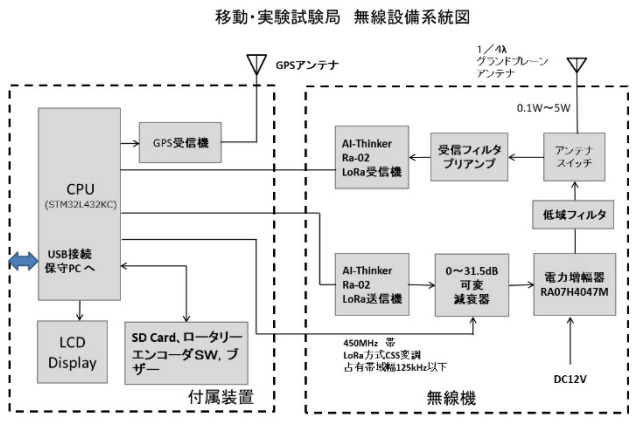 移動・実験試験局　無線設備系統図
GPSアンテナ
1／4λ
グランドプレーン
アンテナ
0.1W～5W
GPS受信機
CPU
(STM32L432KC)
USB接続
保守PCへ
LCD
Display
SD Card、ロータリー
エンコーダSW，ブ
ザー
付属装置
AI-Thinker
Ra-02
LoRa受信機
受信フィルタ
プリアンプ
アンテナ
スイッチ
低域フィルタ
AI-Thinker
Ra-02
LoRa送信機
0～31.5dB
可変
減衰器
電力増幅器
RA07H4047M
450MHz 帯
LoRa方式CSS変調
占有帯域幅125kHz以下
DC12V
無線機